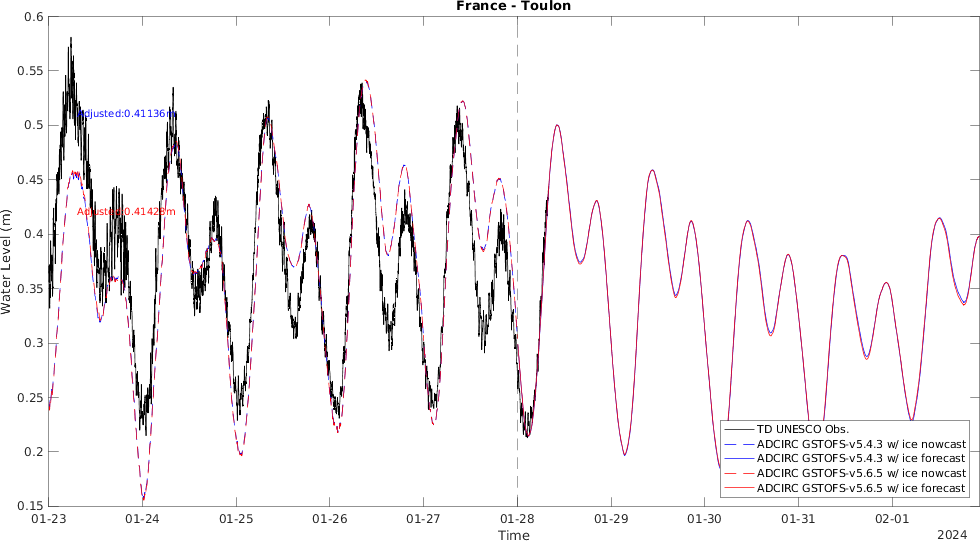 France - Toulon
0.6
0.55
0.5
0.45
0.4
0.35
0.3
0.25
0.2
0.15
Water Level (m)
Adjusted:0.41136m
Adjusted:0.41428m
TD UNESCO Obs.
ADCIRC GSTOFS-v5.4.3 w/ ice nowcast
ADCIRC GSTOFS-v5.4.3 w/ ice forecast
ADCIRC GSTOFS-v5.6.5 w/ ice nowcast
ADCIRC GSTOFS-v5.6.5 w/ ice forecast
01-23 01-24 01-25 01-26 01-27 01-28 01-29 01-30 01-31 02-01
Time
2024